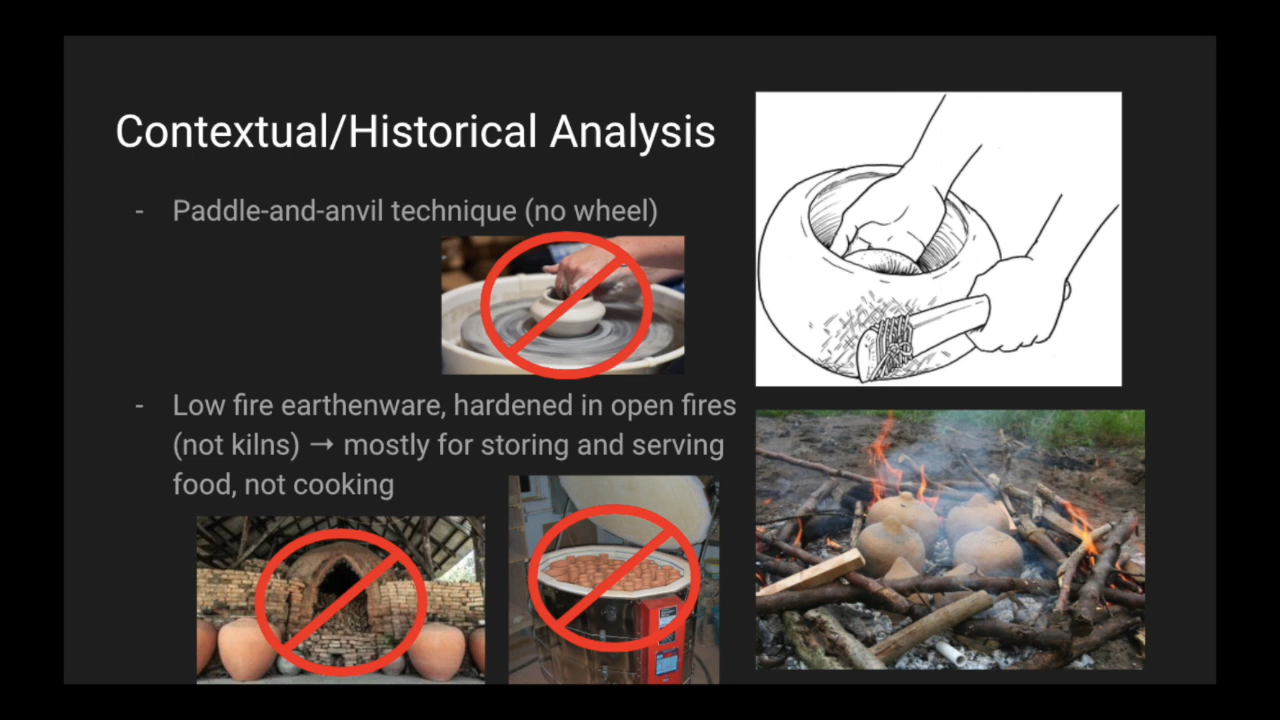 Contextual/Historical Analysis
- Paddle-and-anvil technique (no wheel)
- Low fire earthenware, hardened in open fires
(not kilns) → mostly for storing and serving
food, not cooking